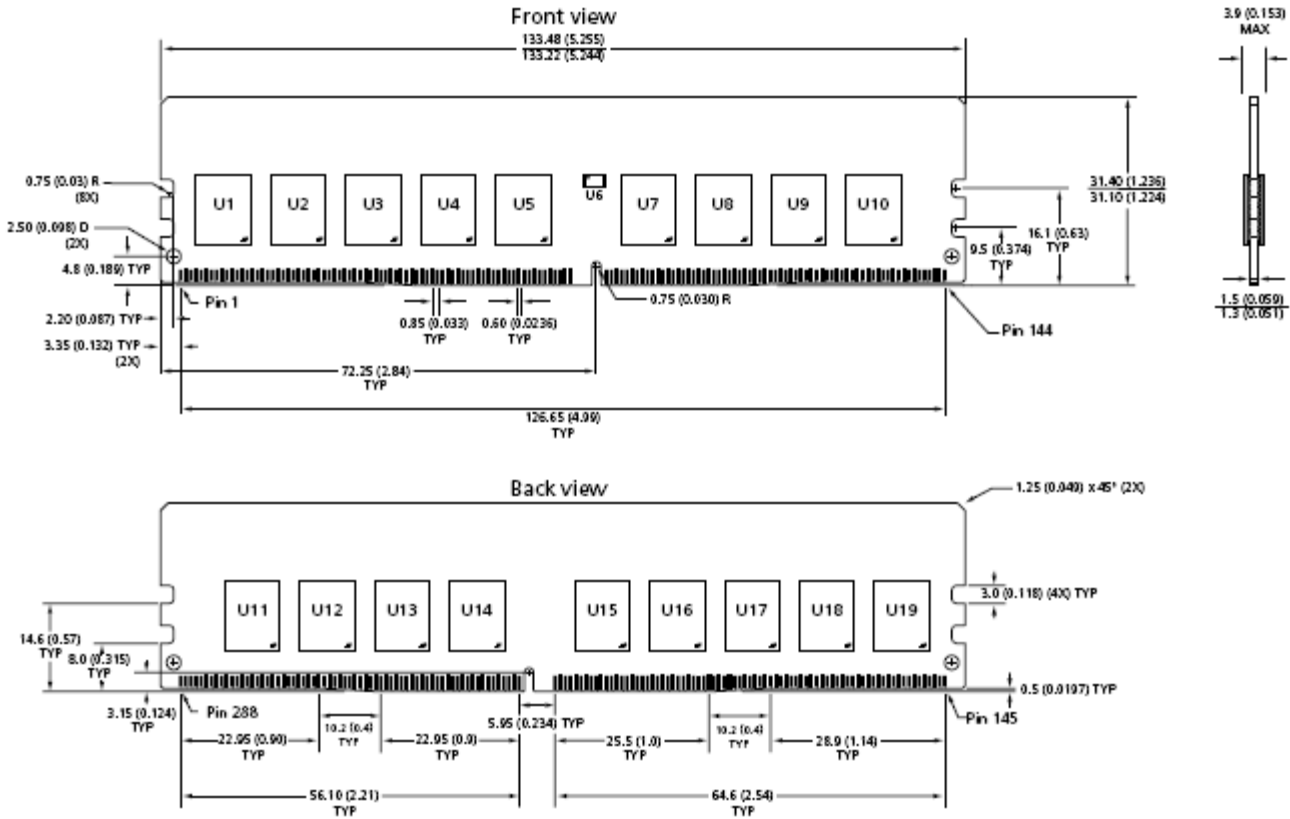 Front view
133.48 (5.255)
133.22 (5.244)
3.9 (0.153)
MAX
0.75 (0.03) R
(8X)
2.50 (0.098) D
(2X)
4.8 (0.189) TYP
2.20 (0.087) TYP
3.35 (0.132) TYP
(2X)
U1
U2
U3
U4
U5
U6
U7
U8
U9
U10
31.40 (1.236)
31.10 (1.224)
16.1 (0.63)
TYP
9.5 (0.374)
TYP
Pin 1
0.85 (0.033)
TYP
0.60 (0.0236)
TYP
0.75 (0.030) R
Pin 144
1.5 (0.059)
1.3 (0.051)
72.25 (2.84)
TYP
126.65 (4.99)
TYP
Back view
1.25 (0.049) x 45° (2X)
U11
U12
U13
U14
U15
U16
U17
U18
U19
3.0 (0.118) (4X) TYP
14.6 (0.57)
TYP
8.0 (0.315)
TYP
3.15 (0.124)
TYP
Pin 288
5.95 (0.234) TYP
0.5 (0.0197) TYP
Pin 145
22.95 (0.90)
TYP
10.2 (0.4)
TYP
22.95 (0.9)
TYP
25.5 (1.0)
TYP
10.2 (0.4)
TYP
28.9 (1.14)
TYP
56.10 (2.21)
TYP
64.6 (2.54)
TYP